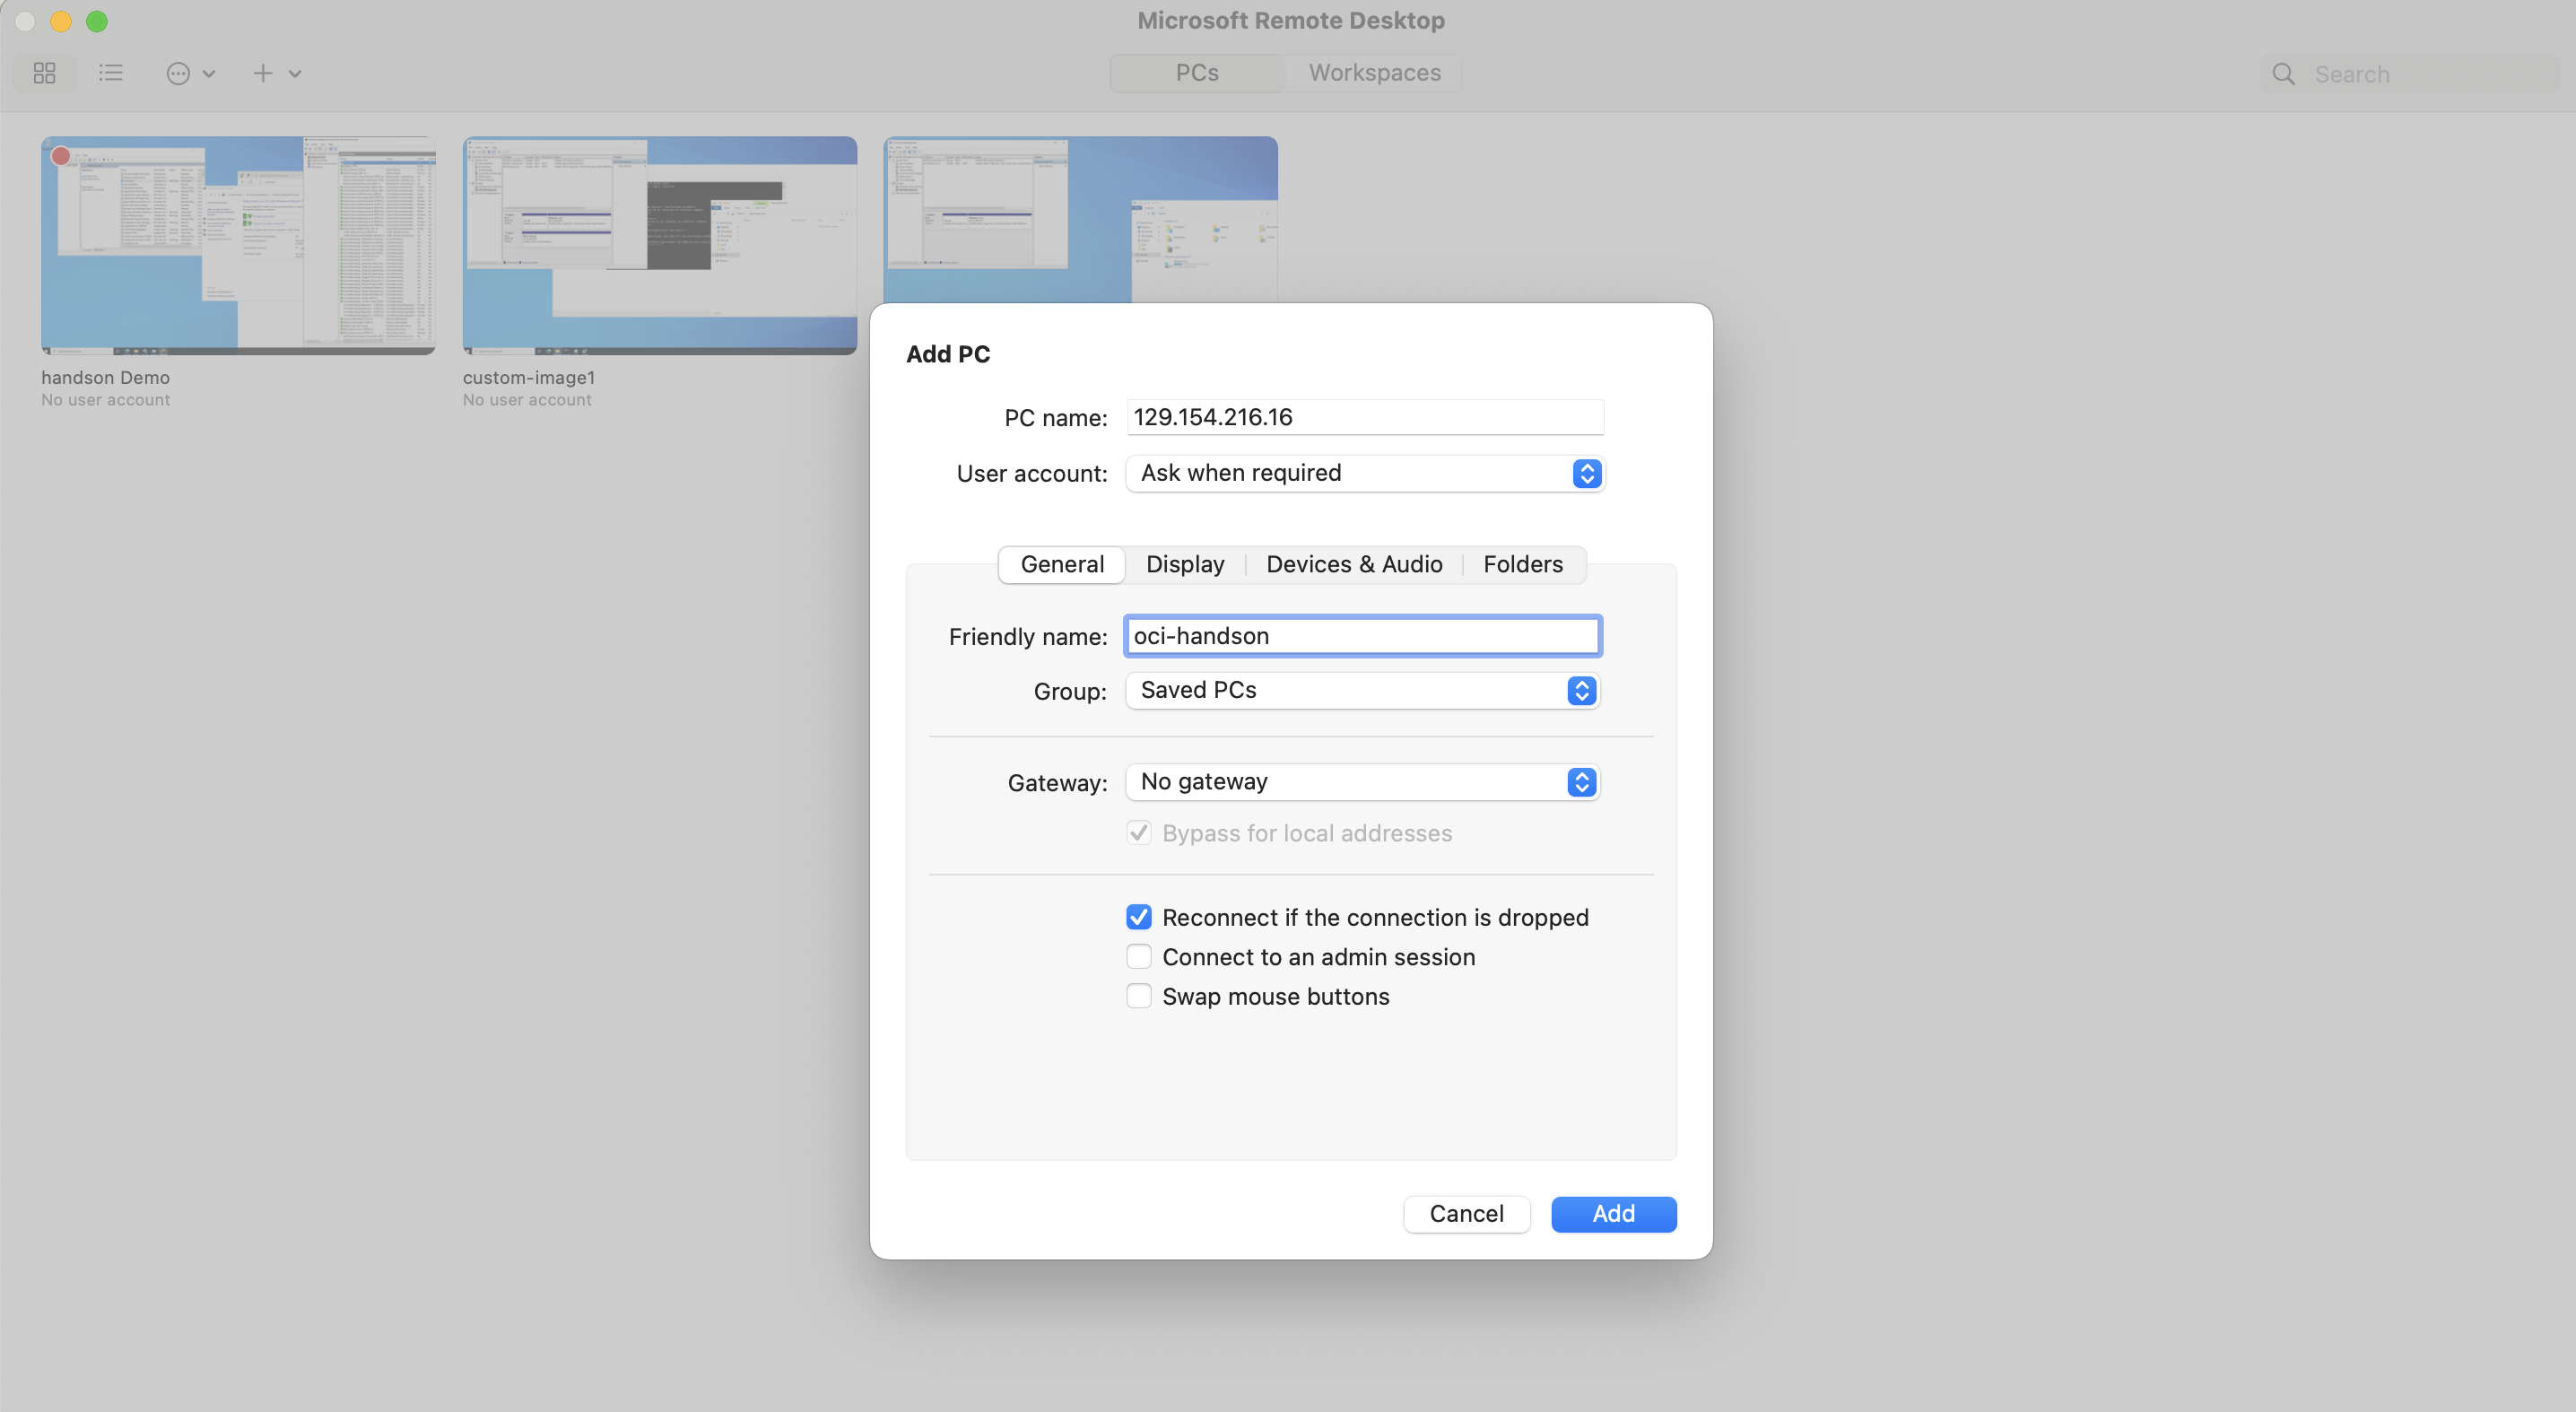 Microsoft Remote Desktop
PCs Workspaces
Search
handson Demo
No user account
custom-image1
No user account
Add PC
PC name: 129.154.216.16
User account: Ask when required
General Display Devices & Audio Folders
Friendly name: oci-handson
Group: Saved PCs
Gateway: No gateway
Bypass for local addresses
Reconnect if the connection is dropped
Connect to an admin session
Swap mouse buttons
Cancel Add